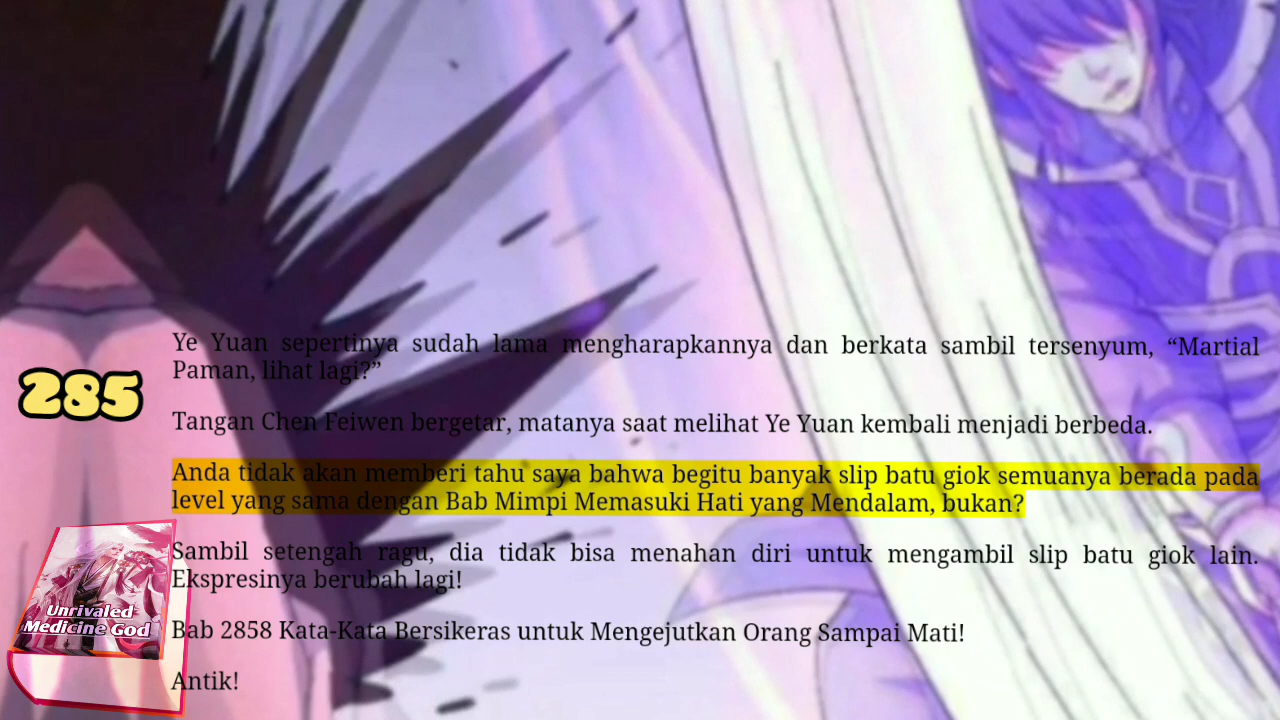 Ye Yuan sepertinya sudah lama mengharapkannya dan berkata sambil tersenyum, “Martial
Paman, lihat lagi?”
Tangan Chen Feiwen bergetar, matanya saat melihat Ye Yuan kembali menjadi berbeda.
Anda tidak akan memberi tahu saya bahwa begitu banyak slip batu giok semuanya berada pada
level yang sama dengan Bab Mimpi Memasuki Hati yang Mendalam, bukan?
Sambil setengah ragu, dia tidak bisa menahan diri untuk mengambil slip batu giok lain.
Ekspresinya berubah lagi!
Bab 2858 Kata-Kata Bersikeras untuk Mengejutkan Orang Sampai Mati!
Antik!
285
Unrivaled
Medicine God